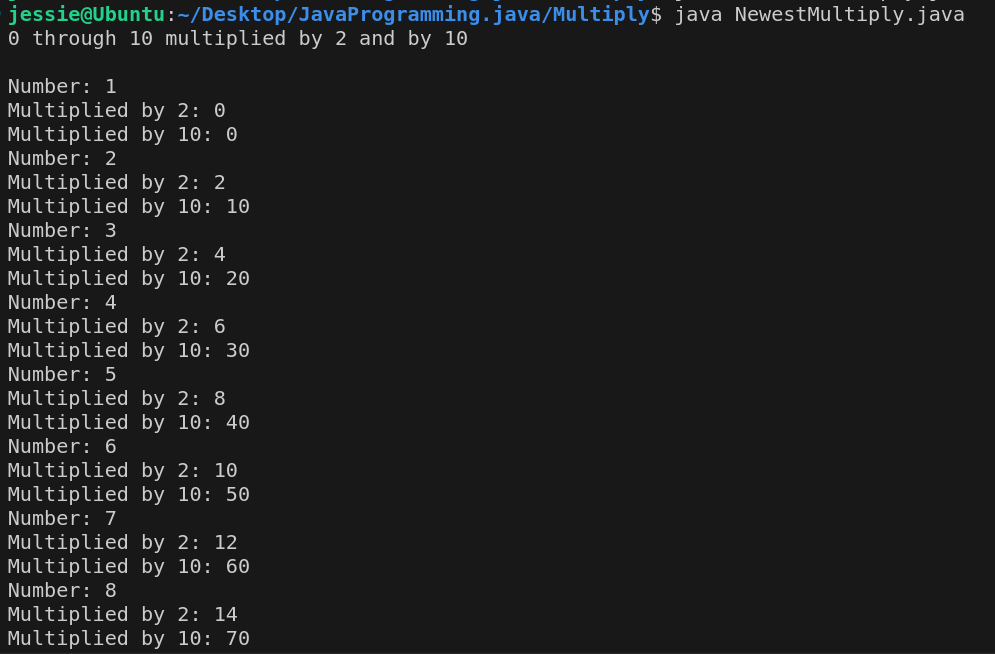 jessie@Ubuntu:~/Desktop/JavaProgramming.java/Multiply$ java NewestMultiply.java
0 through 10 multiplied by 2 and by 10
Number: 1
Multiplied by 2: 0
Multiplied by 10: 0
Number: 2
Multiplied by 2: 2
Multiplied by 10: 10
Number: 3
Multiplied by 2: 4
Multiplied by 10: 20
Number: 4
Multiplied by 2: 6
Multiplied by 10: 30
Number: 5
Multiplied by 2: 8
Multiplied by 10: 40
Number: 6
Multiplied by 2: 10
Multiplied by 10: 50
Number: 7
Multiplied by 2: 12
Multiplied by 10: 60
Number: 8
Multiplied by 2: 14
Multiplied by 10: 70